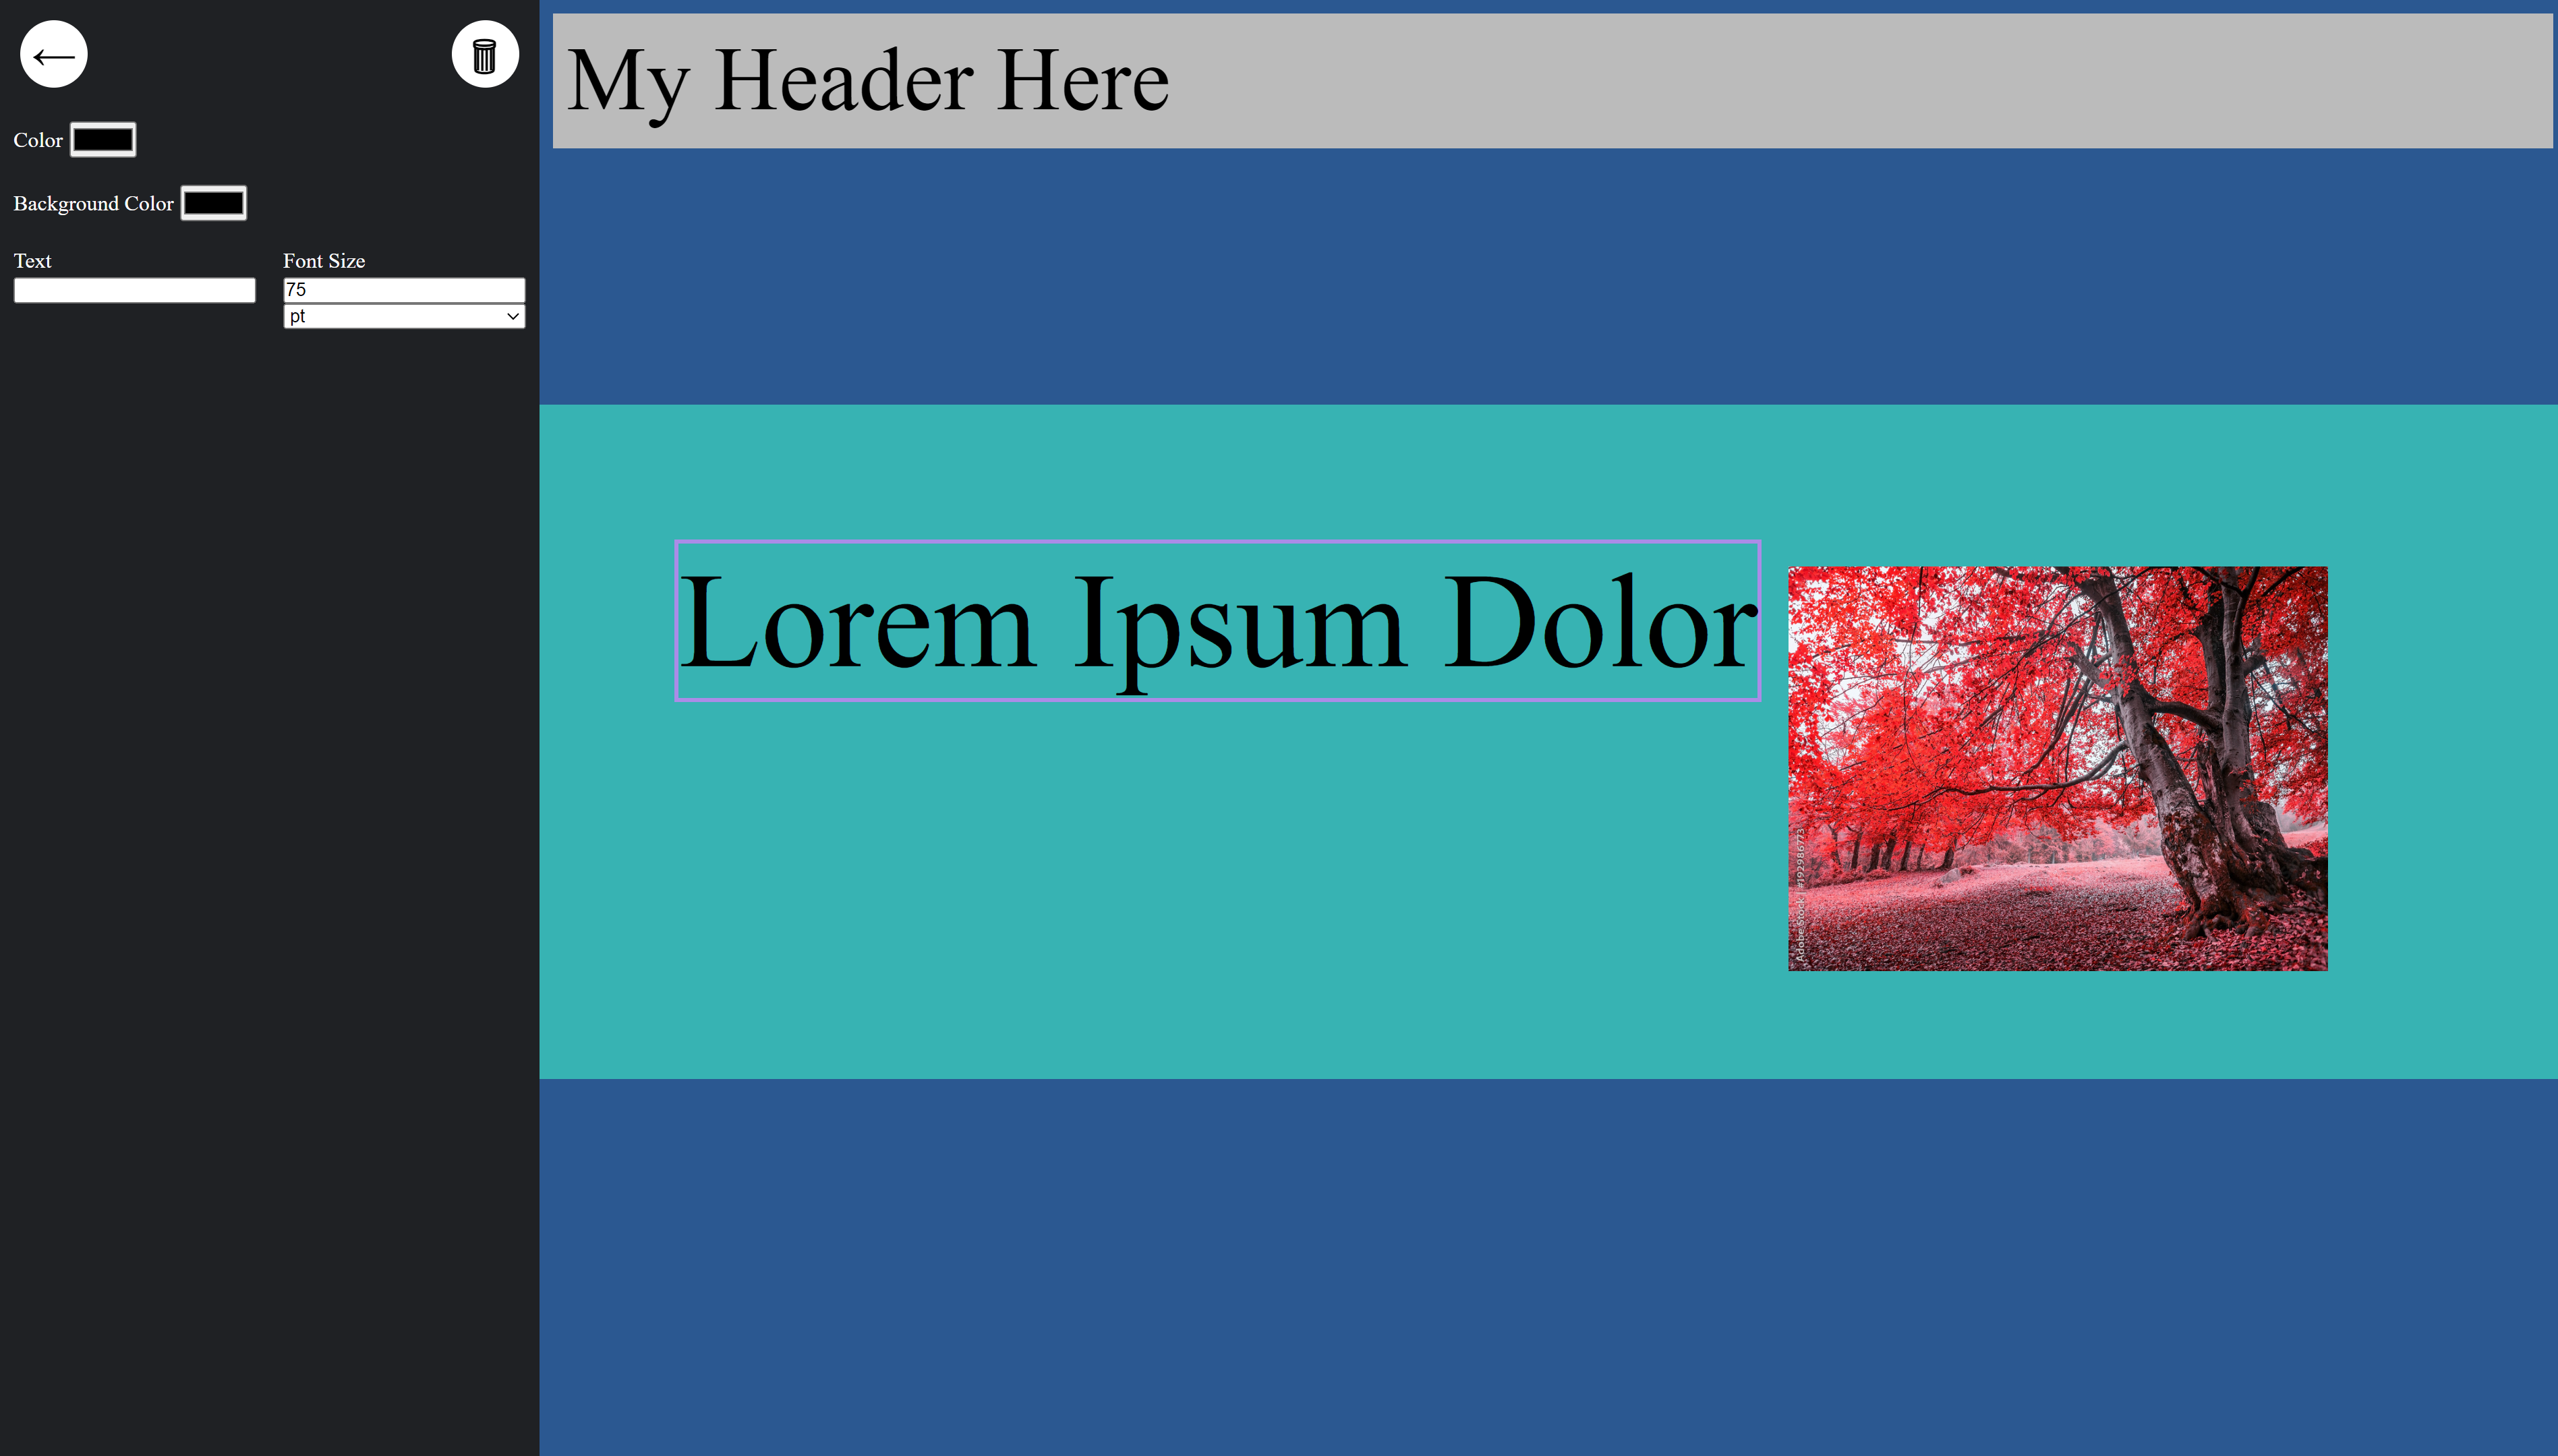 Color
Background Color
Text
Font Size
75
pt
My Header Here
Lorem Ipsum Dolor
Adobe Stock | #192986773